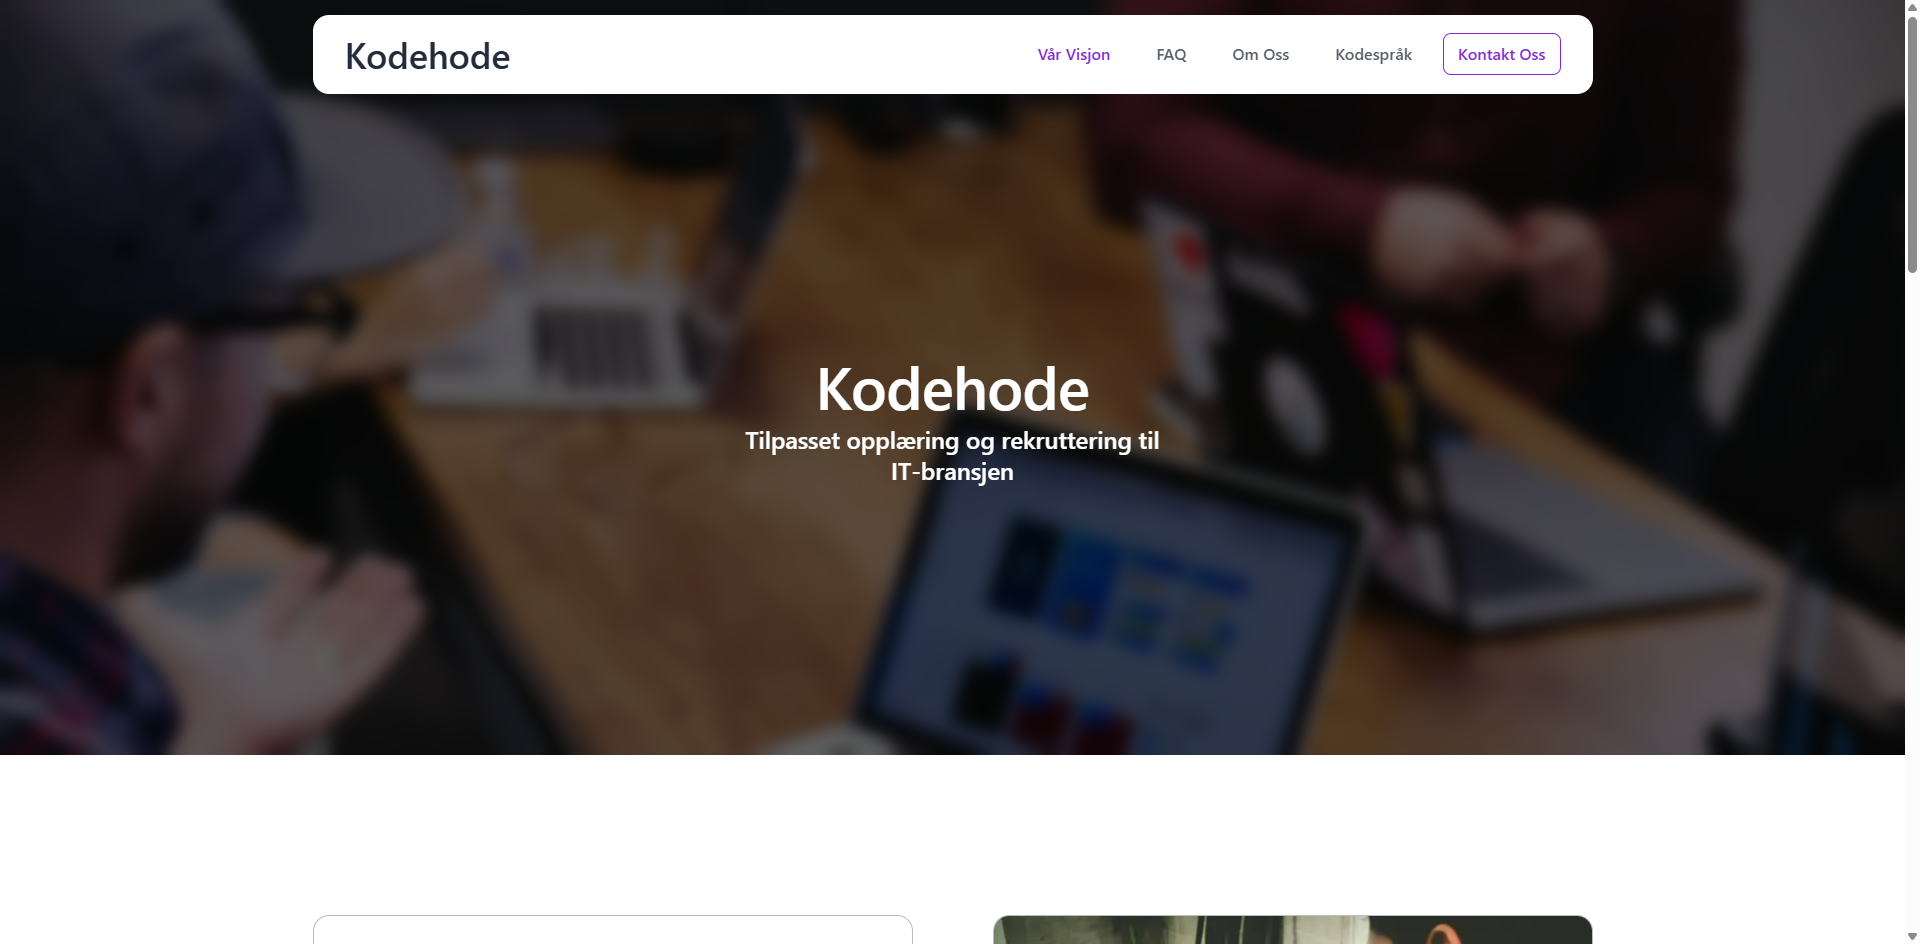 Kodehode
Vår Visjon
FAQ
Om Oss
Kodespråk
Kontakt Oss
Kodehode
Tilpasset opplæring og rekruttering til
IT-bransjen